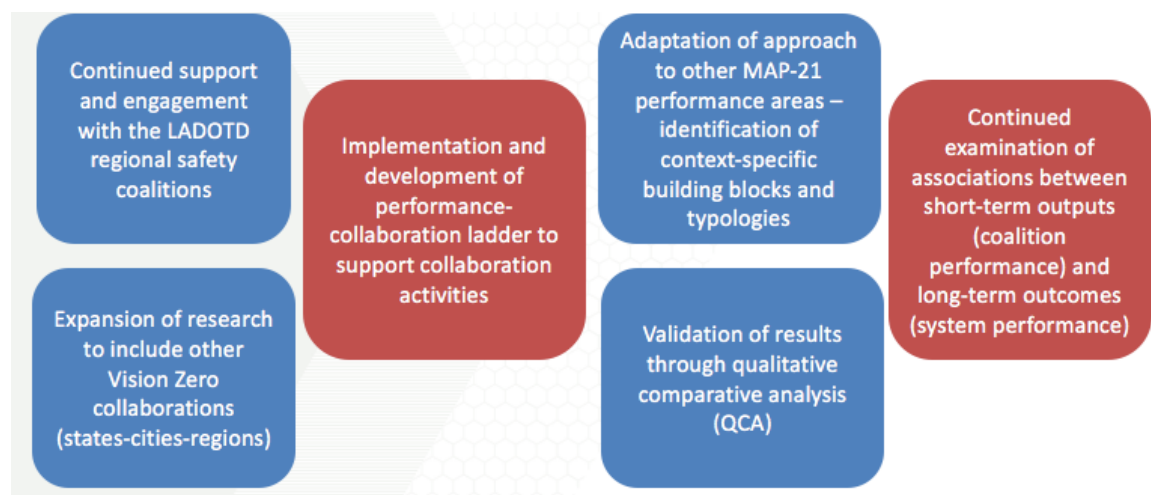 Continued support
and engagement
with the LADOTD
regional safety
coalitions
Expansion of research
to include other
Vision Zero
collaborations
(states-cities-regions)
Implementation and
development of
performance-
collaboration ladder to
support collaboration
activities
Adaptation of approach
to other MAP-21
performance areas –
identification of
context-specific
building blocks and
typologies
Validation of results
through qualitative
comparative analysis
(QCA)
Continued
examination of
associations between
short-term outputs
(coalition
performance) and
long-term outcomes
(system performance)